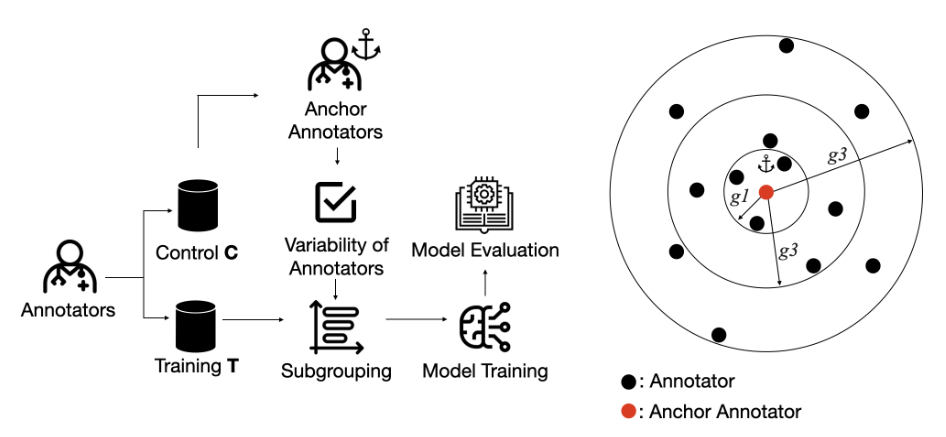 Anchor
Annotators
Control C
Variability of
Annotators
Model Evaluation
Annotators
Training T
Subgrouping
Model Training
g3
g1
g3
: Annotator
: Anchor Annotator